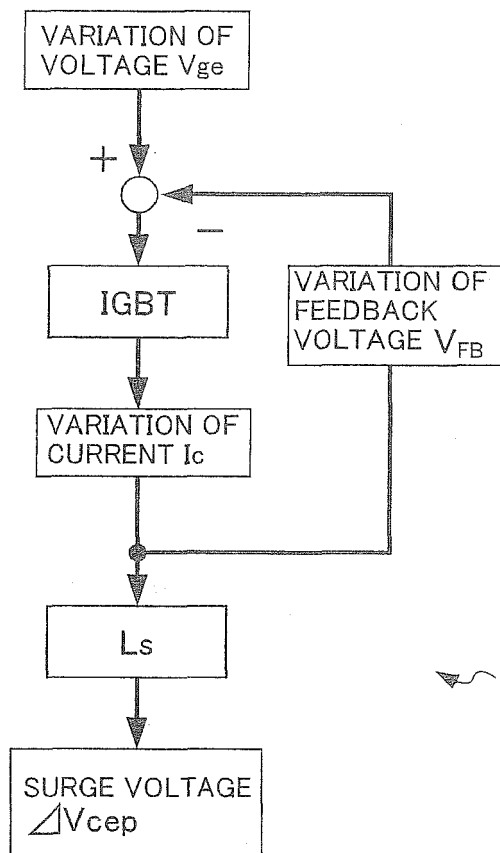 VARIATION OF
VOLTAGE Vge
+
−
IGBT
VARIATION OF
FEEDBACK
VOLTAGE VFB
VARIATION OF
CURRENT Ic
Ls
SURGE VOLTAGE
⊿Vcep